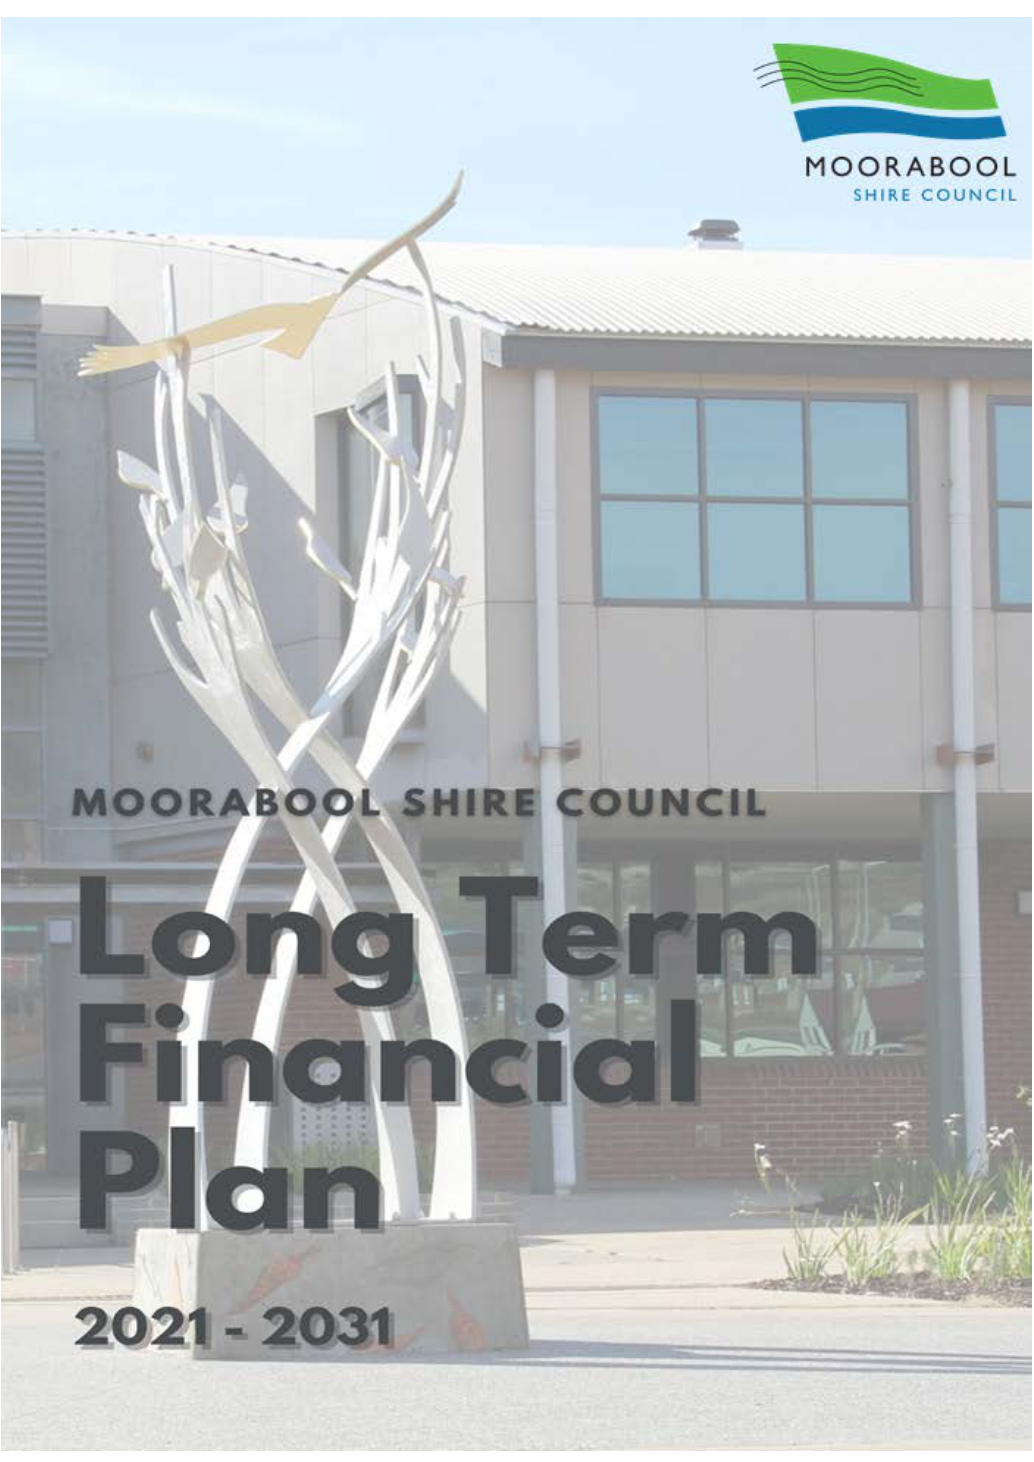 MOORABOOL
SHIRE COUNCIL
MOORABOOL SHIRE COUNCIL
Long Term
Financial
Plan
2021 - 2031